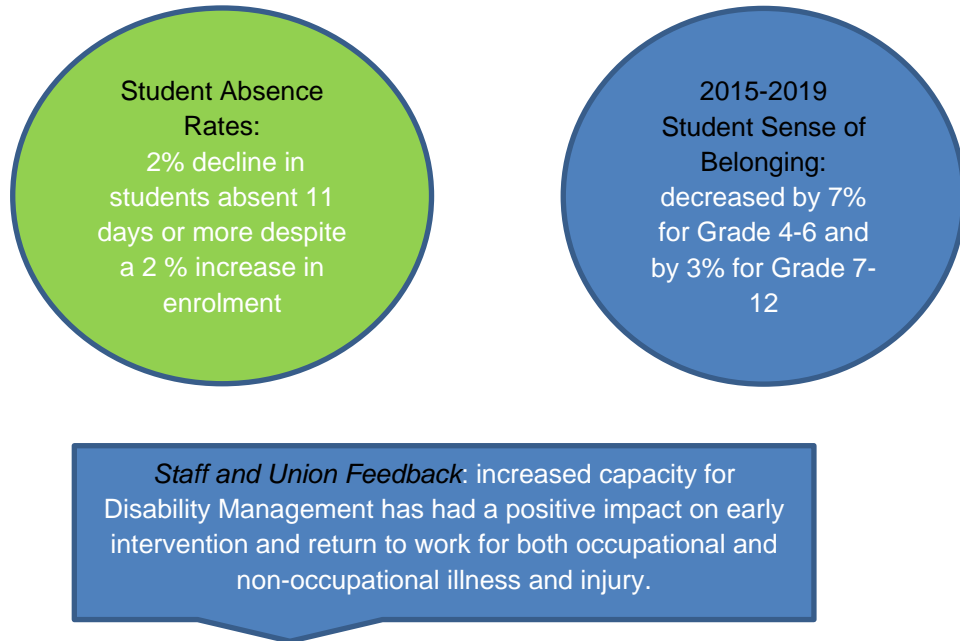 Student Absence
Rates:
2% decline in
students absent 11
days or more despite
a 2 % increase in
enrolment
2015-2019
Student Sense of
Belonging:
decreased by 7%
for Grade 4-6 and
by 3% for Grade 7-
12
Staff and Union Feedback: increased capacity for
Disability Management has had a positive impact on early
intervention and return to work for both occupational and
non-occupational illness and injury.